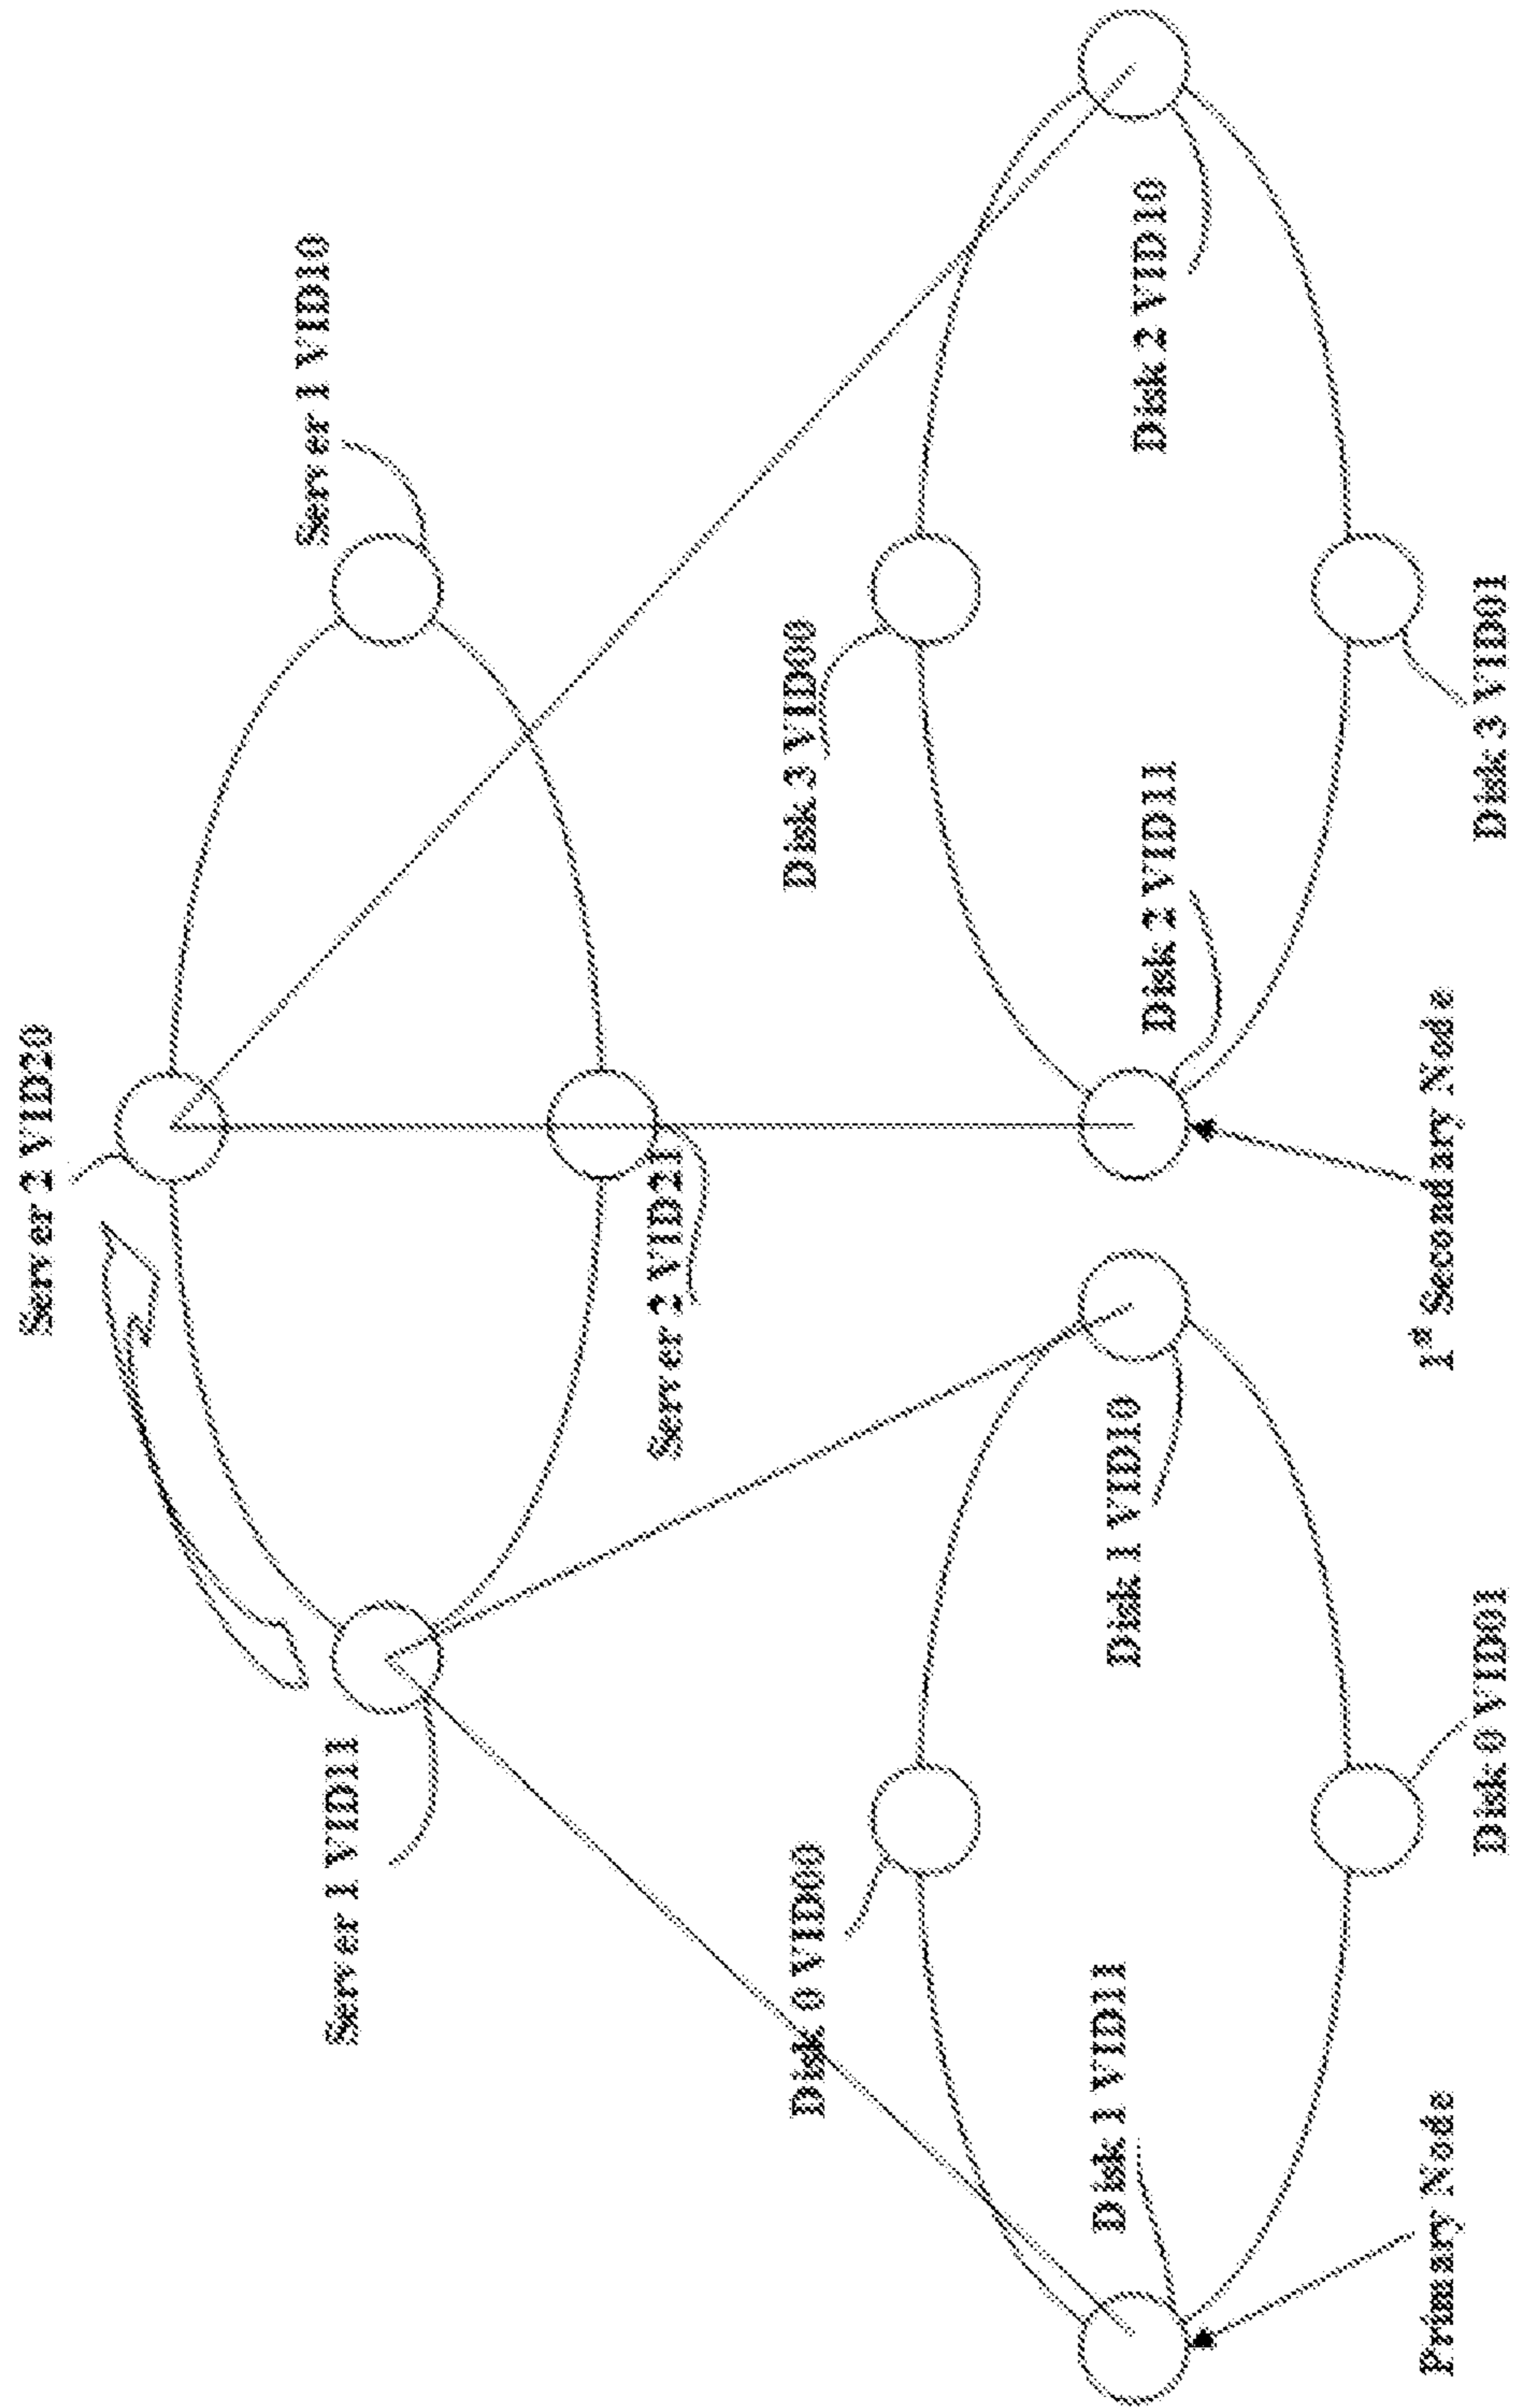 Server 2 VID20
Server 1 VID11
Server 1 VID10
Server 2 VID21
Disk 0 VID00
Disk 3 VID00
Disk 1 VID11
Disk 1 VID10
Disk 2 VID11
Disk 2 VID10
Primary Node
1st Secondary Node
Disk 0 VID01
Disk 3 VID01